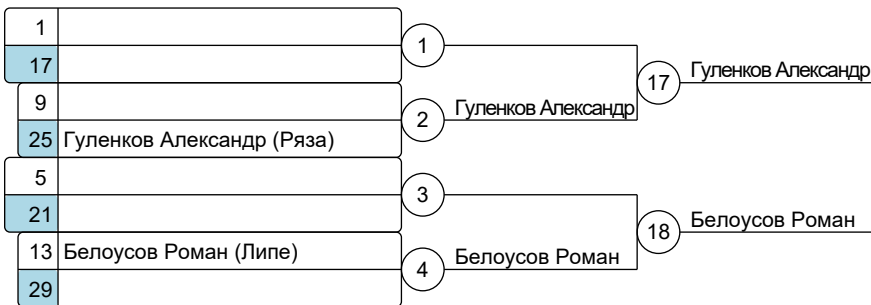 1
17
1
17 Гуленков Александр
9
2 Гуленков Александр
25 Гуленков Александр (Ряза)
5
3
21
18 Белоусов Роман
13 Белоусов Роман (Липе)
4 Белоусов Роман
29